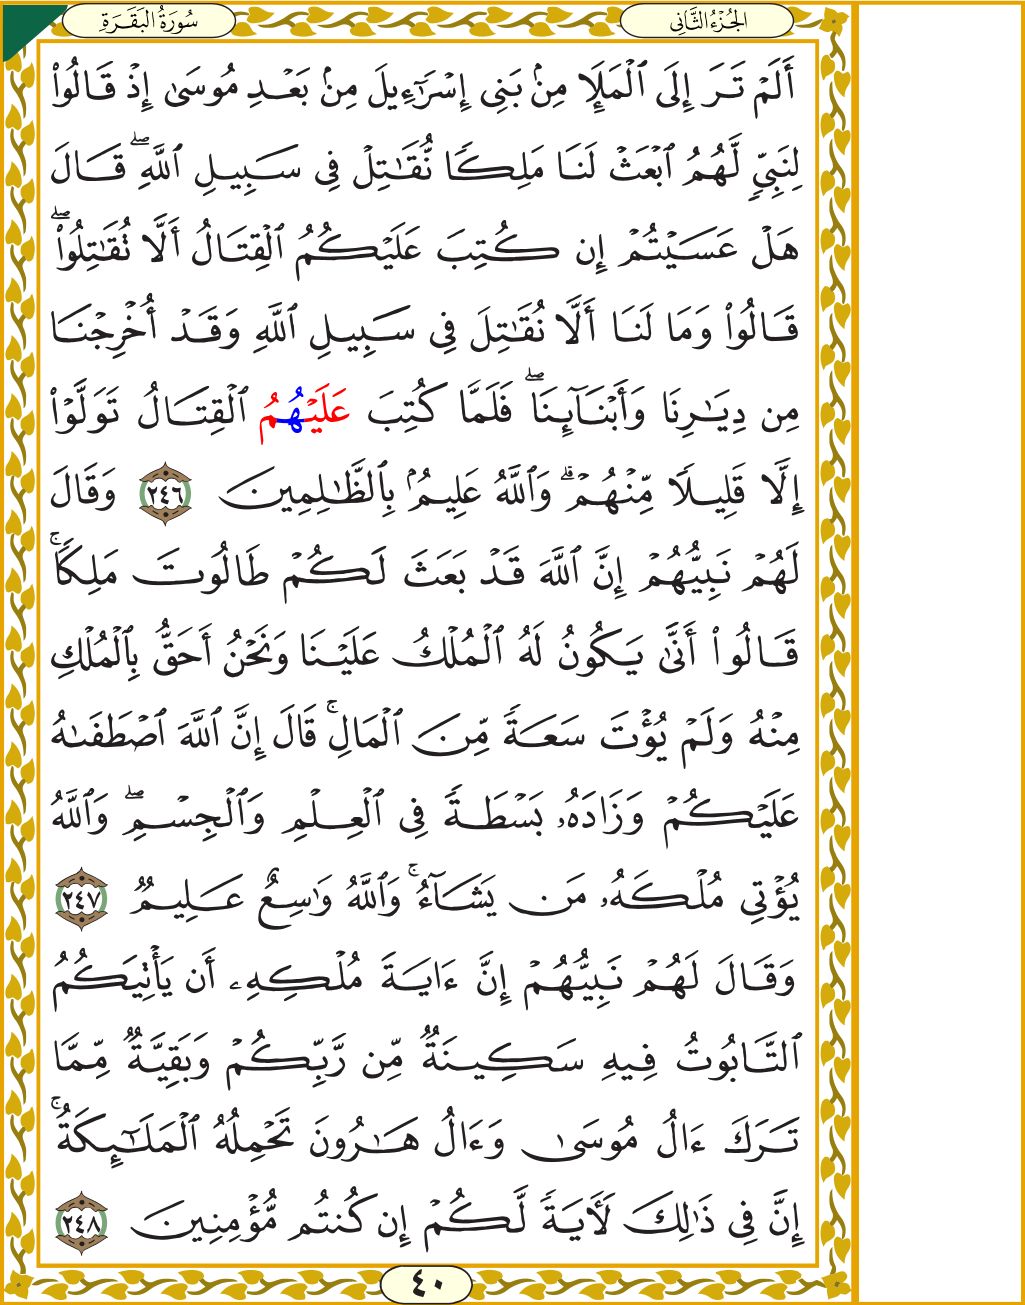 سُورَةُ البَقَرَةِ
الجُزْءُ الثَّانِي
أَلَمْ تَرَ إِلَى ٱلْمَلَإِ مِنۢ بَنِىٓ إِسْرَٰٓءِيلَ مِنۢ بَعْدِ مُوسَىٰٓ إِذْ قَالُوا۟
لِنَبِىٍّ لَّهُمُ ٱبْعَثْ لَنَا مَلِكًا نُّقَٰتِلْ فِى سَبِيلِ ٱللَّهِ ۖ قَالَ
هَلْ عَسَيْتُمْ إِن كُتِبَ عَلَيْكُمُ ٱلْقِتَالُ أَلَّا تُقَٰتِلُوا۟ ۖ
قَالُوا۟ وَمَا لَنَآ أَلَّا نُقَٰتِلَ فِى سَبِيلِ ٱللَّهِ وَقَدْ أُخْرِجْنَا
مِن دِيَٰرِنَا وَأَبْنَآئِنَا ۖ فَلَمَّا كُتِبَ عَلَيْهُمُ ٱلْقِتَالُ تَوَلَّوْا۟
إِلَّا قَلِيلًا مِّنْهُمْ ۗ وَٱللَّهُ عَلِيمٌۢ بِٱلظَّٰلِمِينَ ٢٤٦ وَقَالَ
لَهُمْ نَبِيُّهُمْ إِنَّ ٱللَّهَ قَدْ بَعَثَ لَكُمْ طَالُوتَ مَلِكًا ۚ
قَالُوٓا۟ أَنَّىٰ يَكُونُ لَهُ ٱلْمُلْكُ عَلَيْنَا وَنَحْنُ أَحَقُّ بِٱلْمُلْكِ
مِنْهُ وَلَمْ يُؤْتَ سَعَةً مِّنَ ٱلْمَالِ ۚ قَالَ إِنَّ ٱللَّهَ ٱصْطَفَىٰهُ
عَلَيْكُمْ وَزَادَهُۥ بَسْطَةً فِى ٱلْعِلْمِ وَٱلْجِسْمِ ۖ وَٱللَّهُ
يُؤْتِى مُلْكَهُۥ مَن يَشَآءُ ۚ وَٱللَّهُ وَٰسِعٌ عَلِيمٌ ٢٤٧
وَقَالَ لَهُمْ نَبِيُّهُمْ إِنَّ ءَايَةَ مُلْكِهِۦٓ أَن يَأْتِيَكُمُ
ٱلتَّابُوتُ فِيهِ سَكِينَةٌ مِّن رَّبِّكُمْ وَبَقِيَّةٌ مِّمَّا
تَرَكَ ءَالُ مُوسَىٰ وَءَالُ هَٰرُونَ تَحْمِلُهُ ٱلْمَلَٰٓئِكَةُ ۚ
إِنَّ فِى ذَٰلِكَ لَءَايَةً لَّكُمْ إِن كُنتُم مُّؤْمِنِينَ ٢٤٨
٤٠